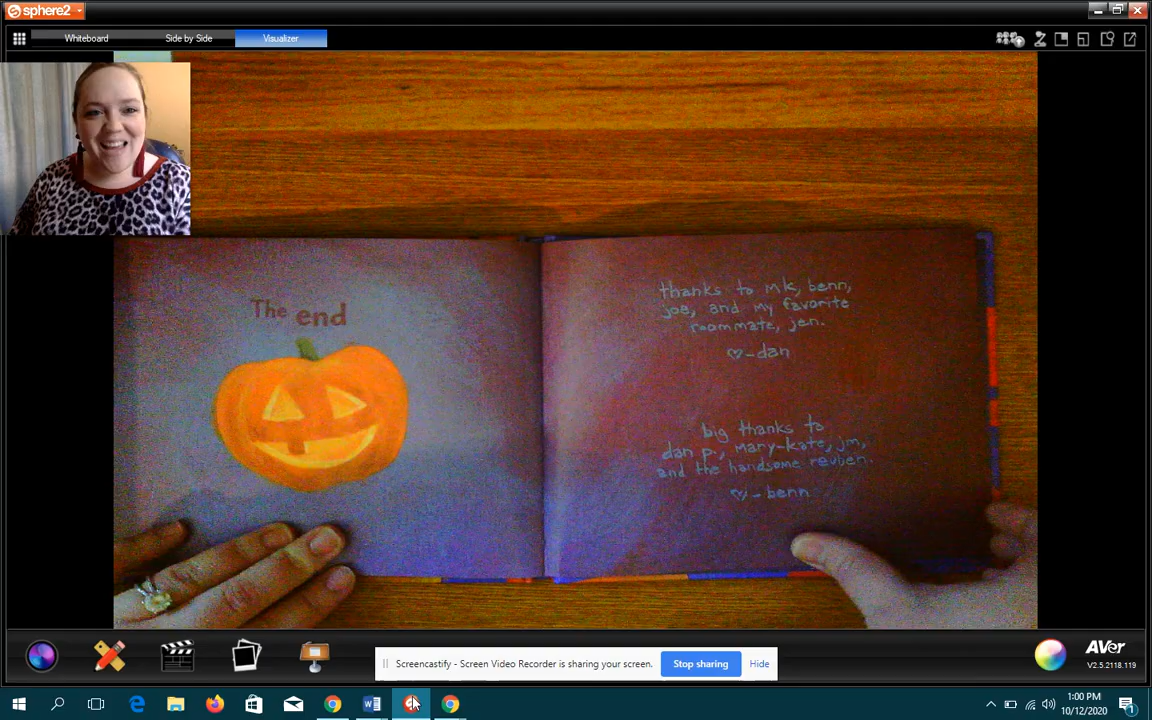 sphere2
Whiteboard
Side by Side
Visualizer
The end
thanks to mk, benn,
joe, and my favorite
roommate, jen.
♡-dan
big thanks to
dan p., mary-kate, jm,
and the handsome reuben.
♡-benn
Screencastify - Screen Video Recorder is sharing your screen.
Stop sharing
Hide
AVer
V2.5.2118.119
1:00 PM
10/12/2020
1